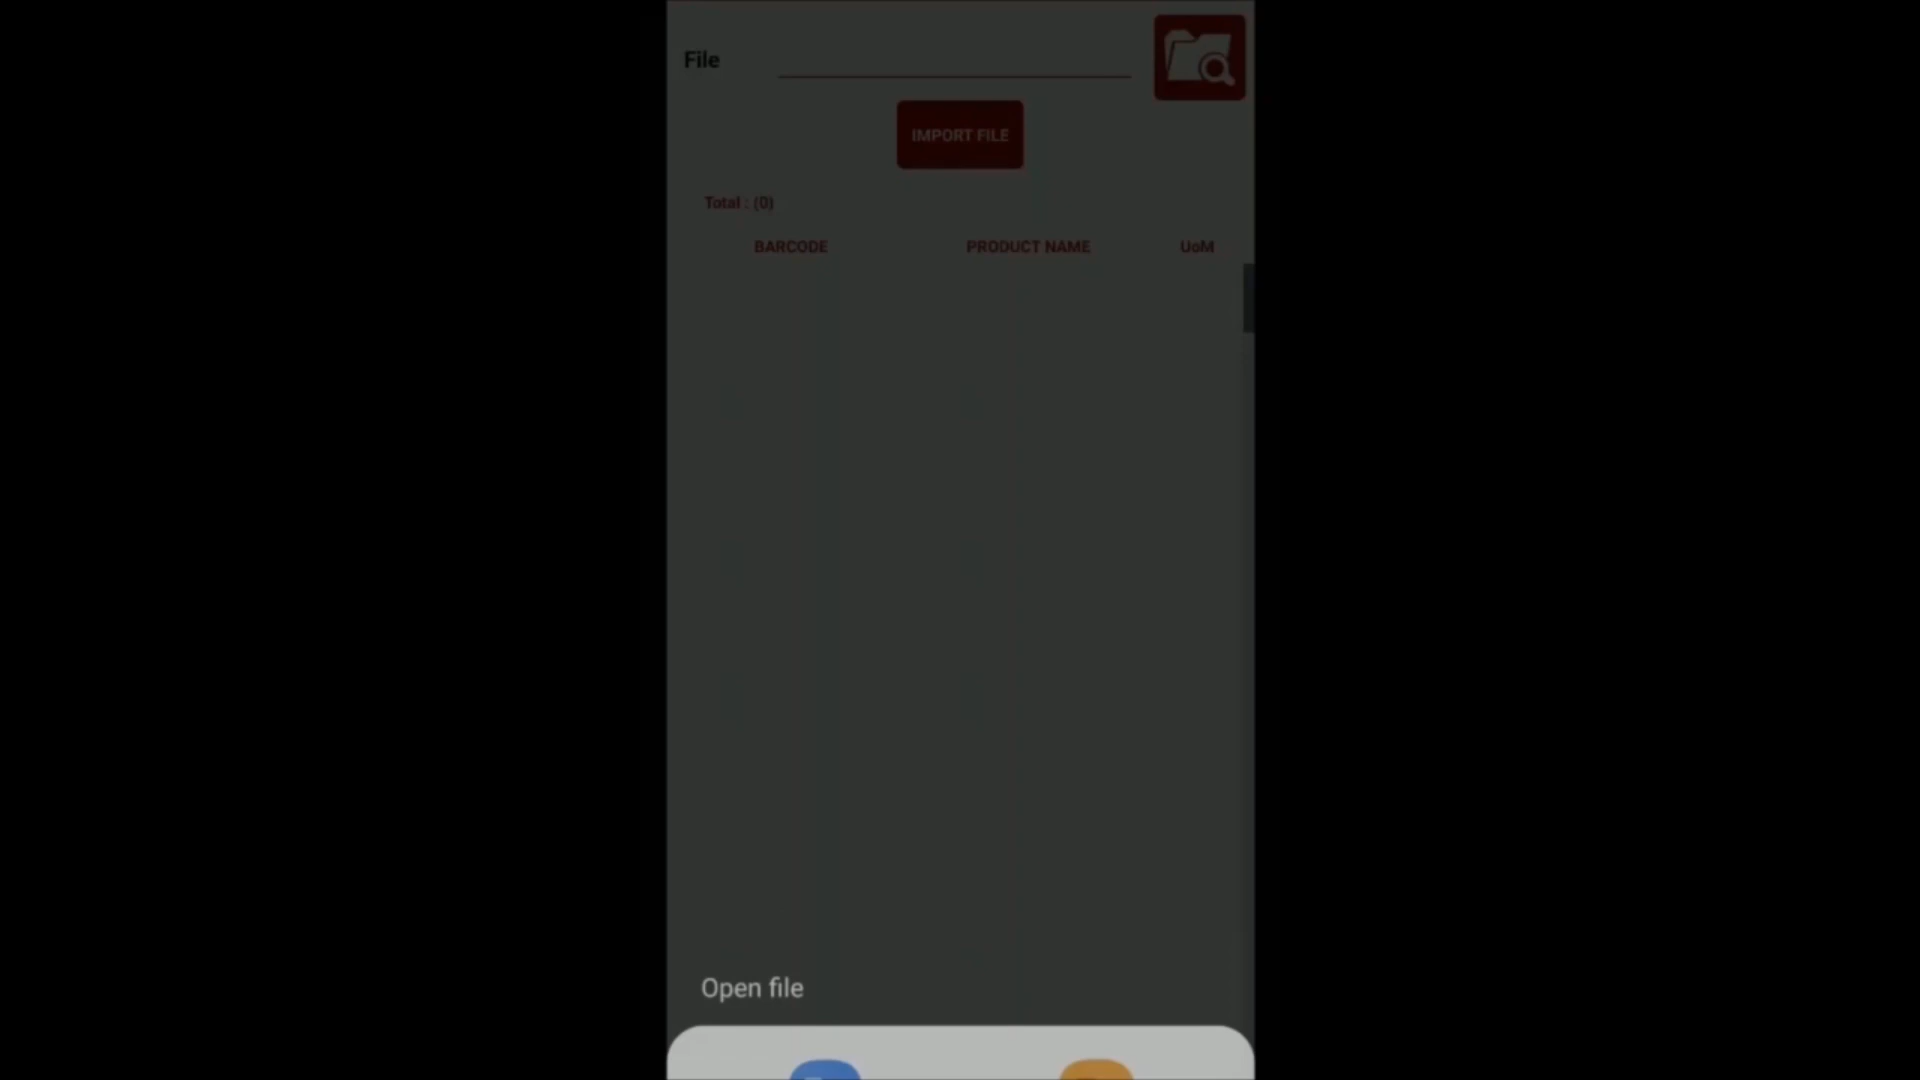 File
IMPORT FILE
Total : (0)
BARCODE PRODUCT NAME UoM
Open file